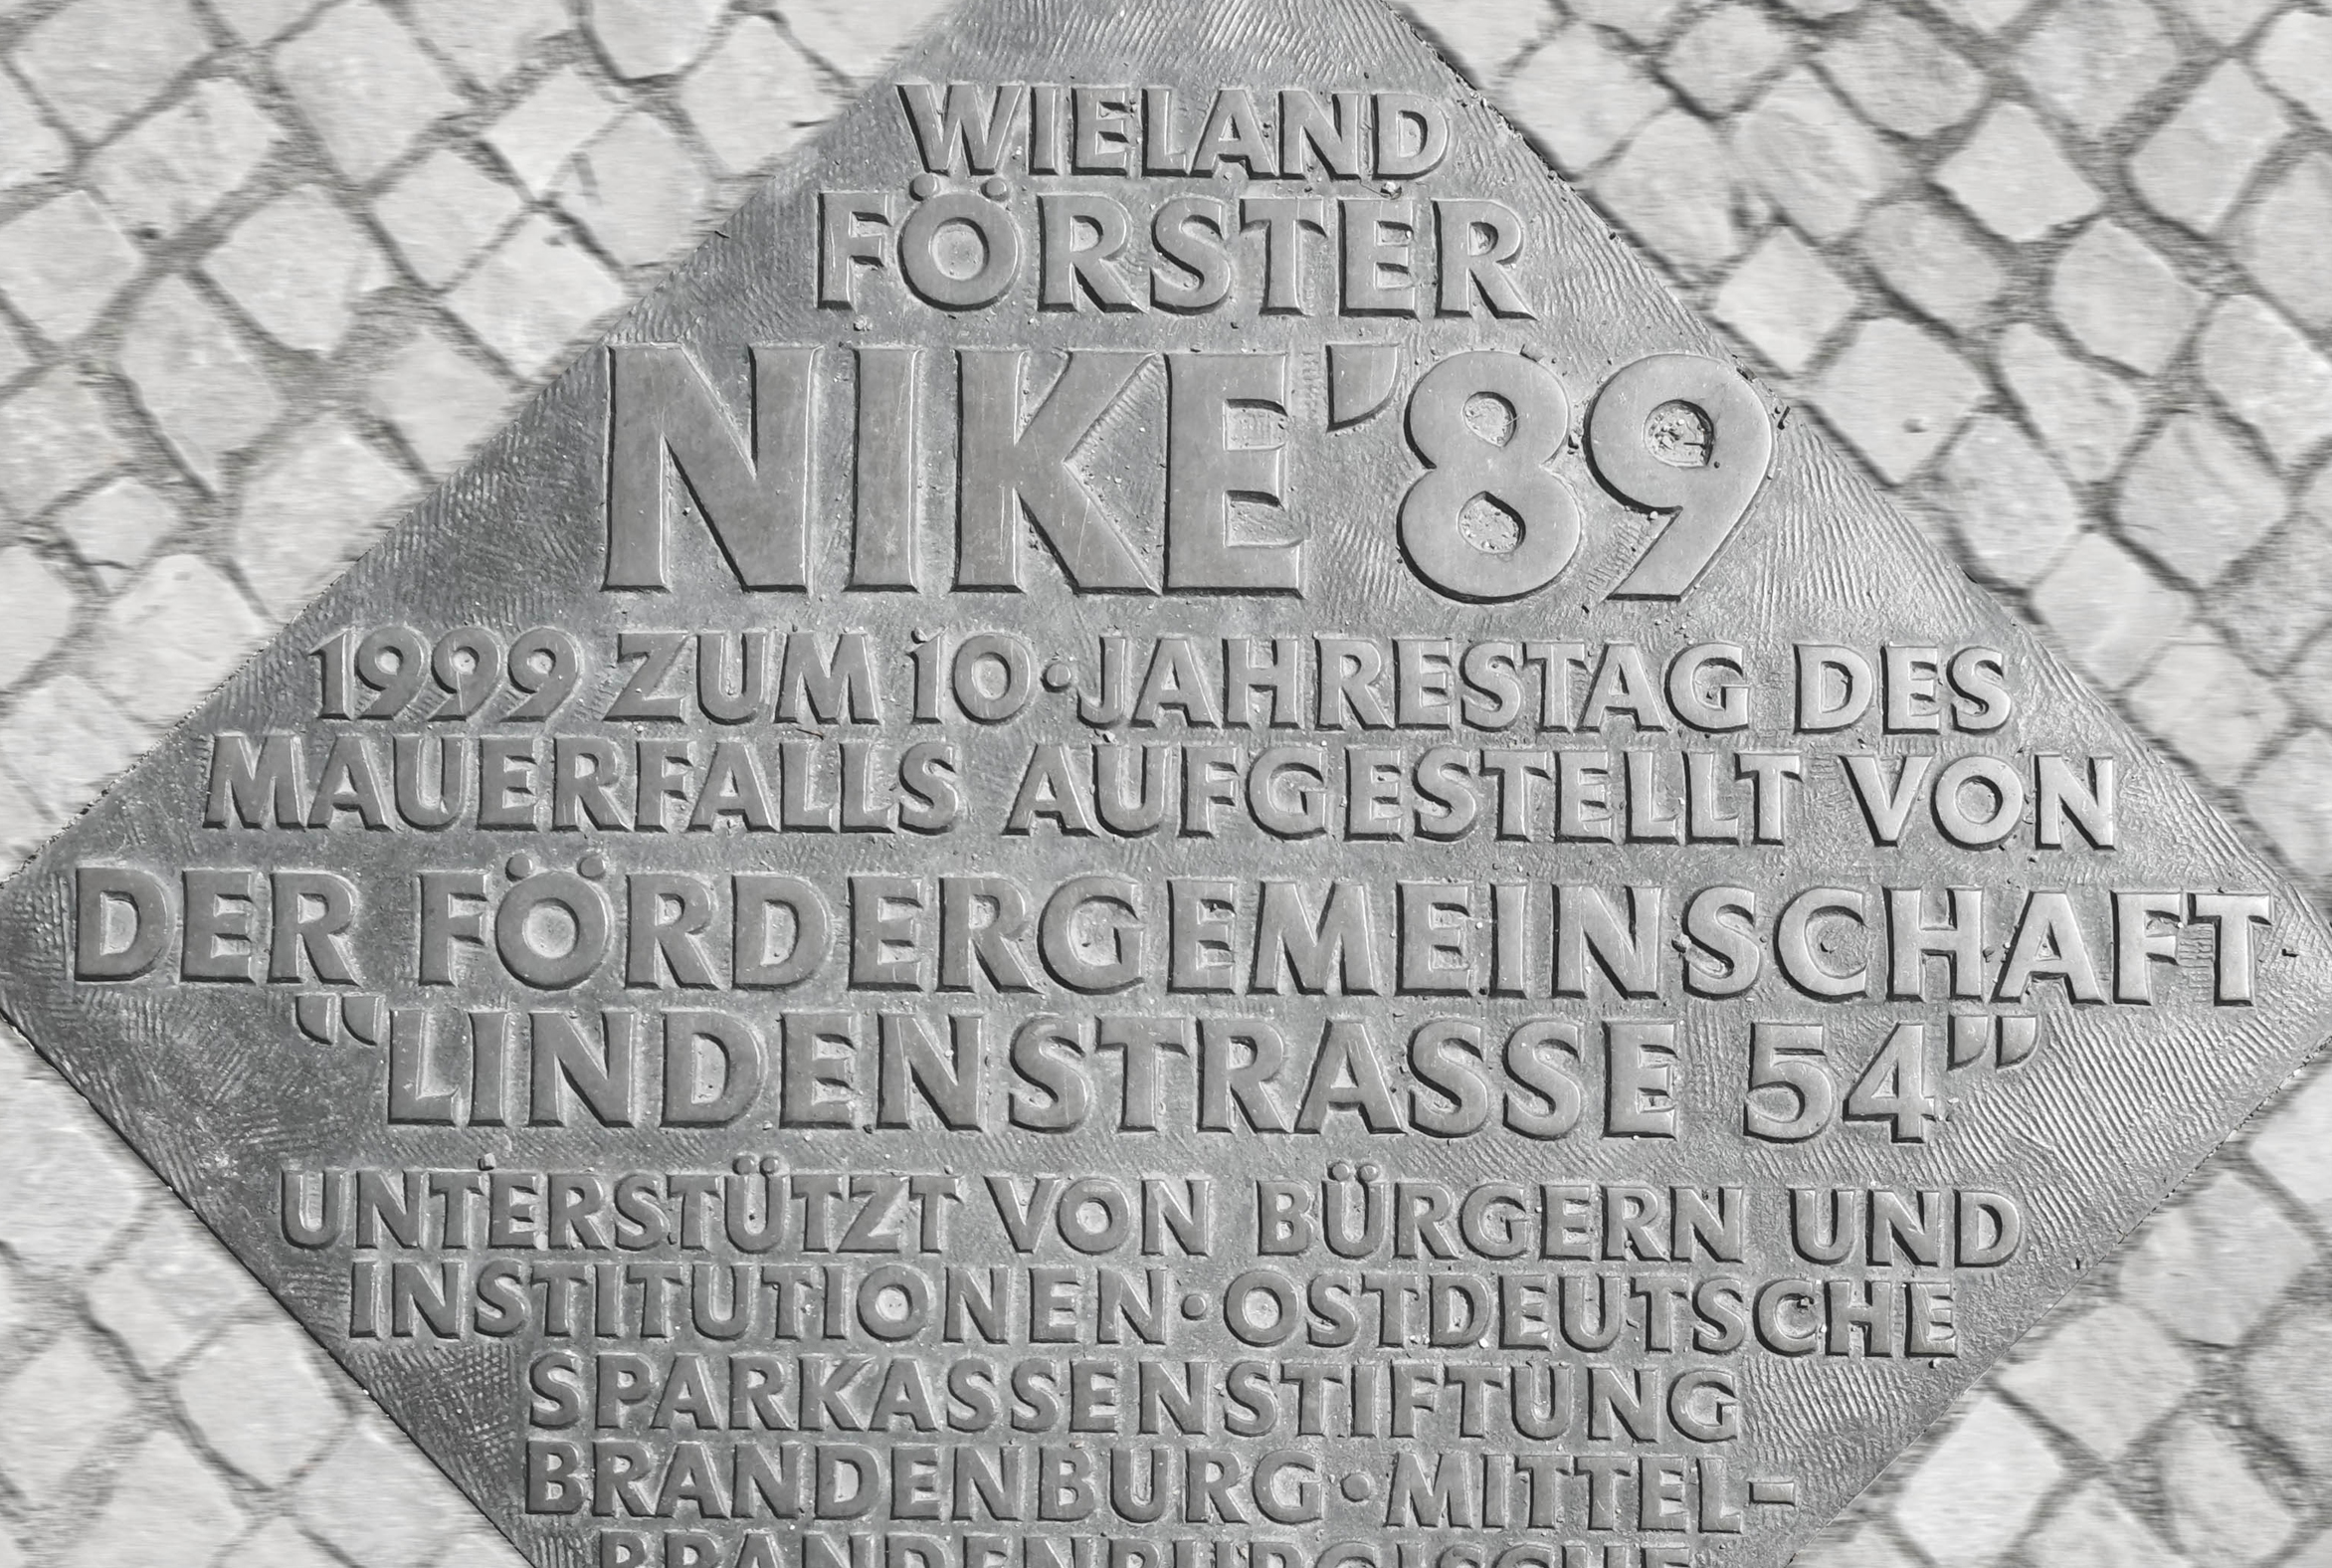 WIELAND
FÖRSTER
NIKE'89
1999 ZUM 10·JAHRESTAG DES
MAUERFALLS AUFGESTELLT VON
DER FÖRDERGEMEINSCHAFT
"LINDENSTRASSE 54"
UNTERSTÜTZT VON BÜRGERN UND
INSTITUTIONEN·OSTDEUTSCHE
SPARKASSENSTIFTUNG
BRANDENBURG·MITTEL-
BRANDENBURGISCHE